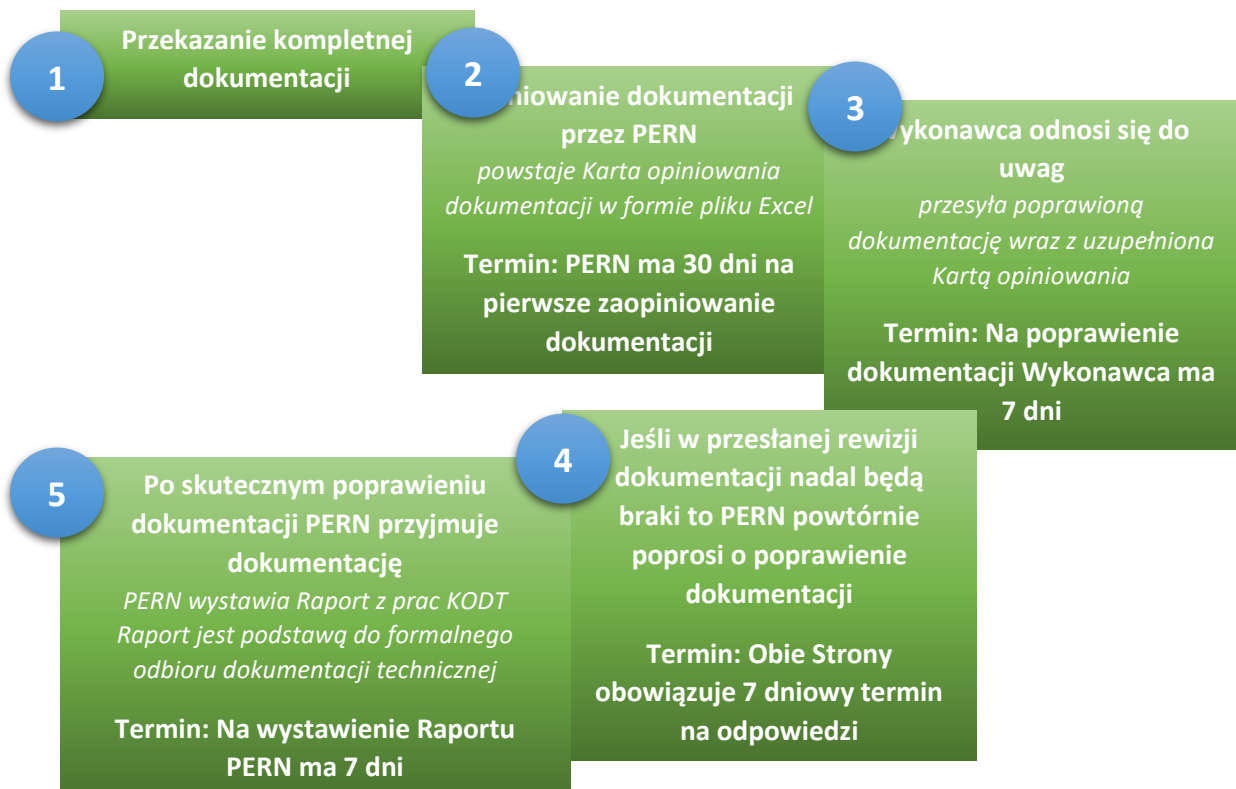 1
Przekazanie kompletnej
dokumentacji
2
niowanie dokumentacji
przez PERN
powstaje Karta opiniowania
dokumentacji w formie pliku Excel
Termin: PERN ma 30 dni na
pierwsze zaopiniowanie
dokumentacji
3
ykonawca odnosi się do
uwag
przesyła poprawioną
dokumentację wraz z uzupełniona
Kartą opiniowania
Termin: Na poprawienie
dokumentacji Wykonawca ma
7 dni
4
Jeśli w przesłanej rewizji
dokumentacji nadal będą
braki to PERN powtórnie
poprosi o poprawienie
dokumentacji
Termin: Obie Strony
obowiązuje 7 dniowy termin
na odpowiedzi
5
Po skutecznym poprawieniu
dokumentacji PERN przyjmuje
dokumentację
PERN wystawia Raport z prac KODT
Raport jest podstawą do formalnego
odbioru dokumentacji technicznej
Termin: Na wystawienie Raportu
PERN ma 7 dni